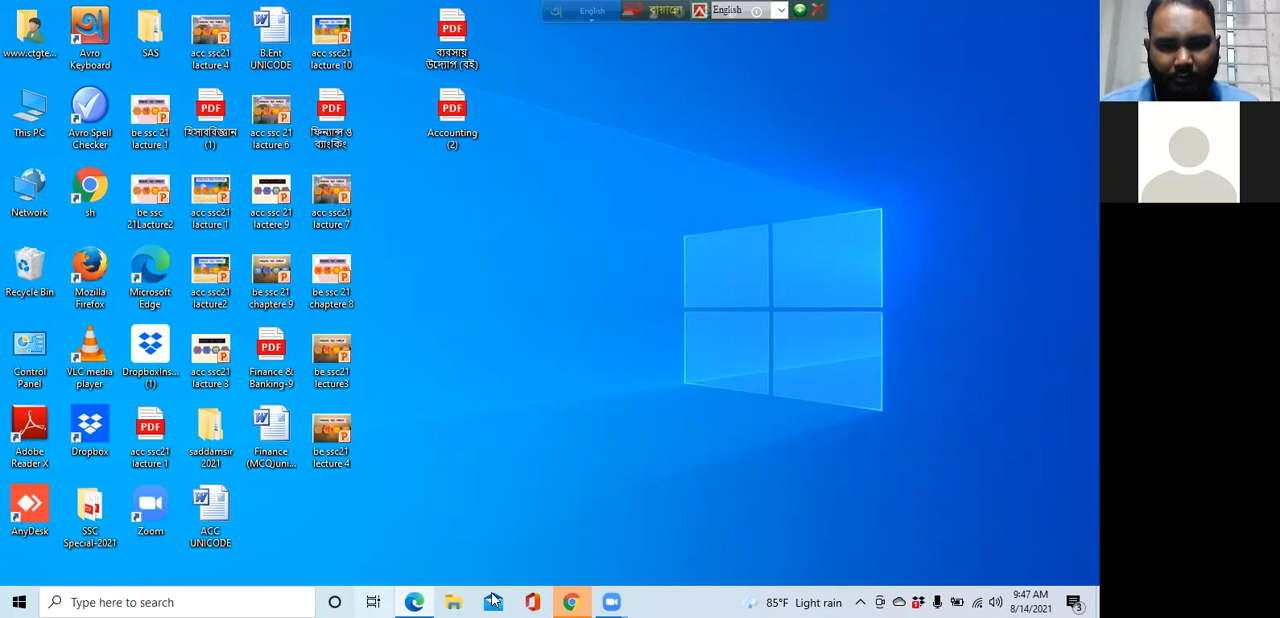 English
বায়ান্নো
English
www.ctgte...
Avro
Keyboard
SAS
acc ssc21
lacture 4
B.Ent
UNICODE
acc ssc21
lacture 10
PDF
ব্যবসায়
উদ্যোগ (বই)
This PC
Avro Spell
Checker
be ssc 21
lacture 1
PDF
হিসাববিজ্ঞান
(1)
acc ssc 21
lacture 6
PDF
ফিন্যান্স ও
ব্যাংকিং
PDF
Accounting
(2)
Network
sh
be ssc
21Lacture2
acc ssc21
lacture 1
acc ssc 21
lactere 9
acc ssc21
lacture 7
Recycle Bin
Mozilla
Firefox
Microsoft
Edge
acc ssc21
lacture2
be ssc 21
chaptere 9
be ssc 21
chaptere 8
Control
Panel
VLC media
player
DropboxIns...
(1)
acc ssc21
lacture 3
PDF
Finance &
Banking-9
be ssc21
lecture3
Adobe
Reader X
Dropbox
PDF
acc ssc21
lacture 1
saddamsir
2021
Finance
(MCQ)uni...
be ssc21
lecture 4
AnyDesk
SSC
Special-2021
Zoom
ACC
UNICODE
Type here to search
85°F Light rain
9:47 AM
8/14/2021
3